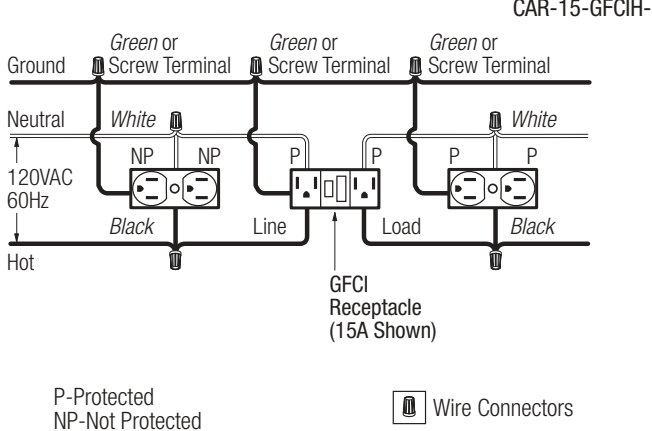 CAR-15-GFCIH-
Green or
Screw Terminal
Green or
Screw Terminal
Green or
Screw Terminal
Ground
Neutral
White
White
NP
NP
P
P
P
P
120VAC
60Hz
Black
Line
Load
Black
Hot
GFCI
Receptacle
(15A Shown)
P-Protected
NP-Not Protected
Wire Connectors